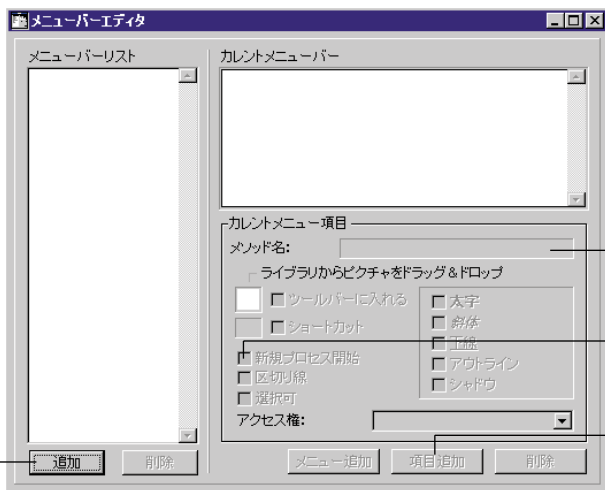 メニューバーエディタ
メニューバーリスト
カレントメニューバー
カレントメニュー項目
メソッド名:
ライブラリからピクチャをドラッグ&ドロップ
ツールバーに入れる
太字
ショートカット
斜体
下線
新規プロセス開始
アウトライン
区切り線
シャドウ
選択可
アクセス権:
追加
削除
メニュー追加
項目追加
削除